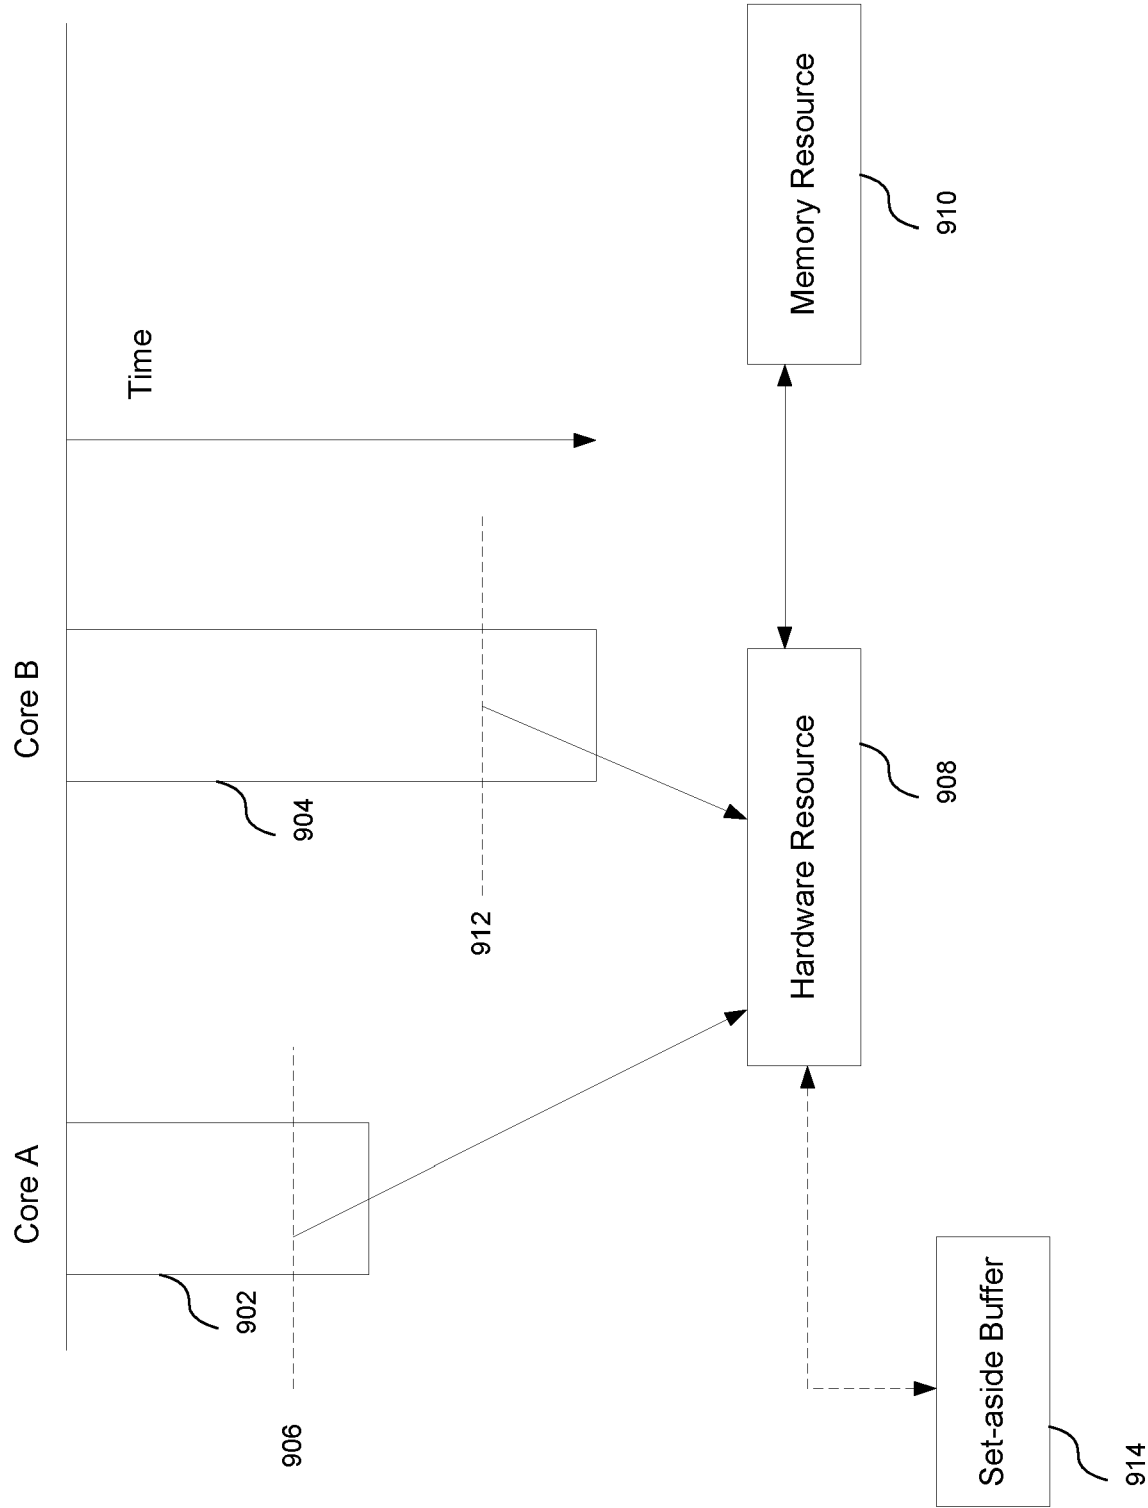 Core A
Core B
Time
902
904
906
912
Hardware Resource
908
Memory Resource
910
Set-aside Buffer
914